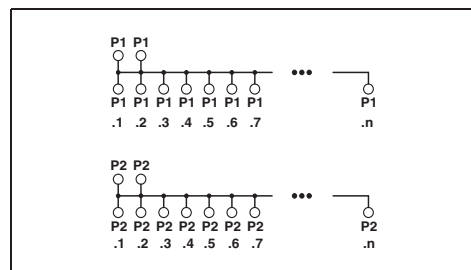 P1 P1
P1 P1 P1 P1 P1 P1 P1 P1
.1 .2 .3 .4 .5 .6 .7 .n
P2 P2
P2 P2 P2 P2 P2 P2 P2 P2
.1 .2 .3 .4 .5 .6 .7 .n